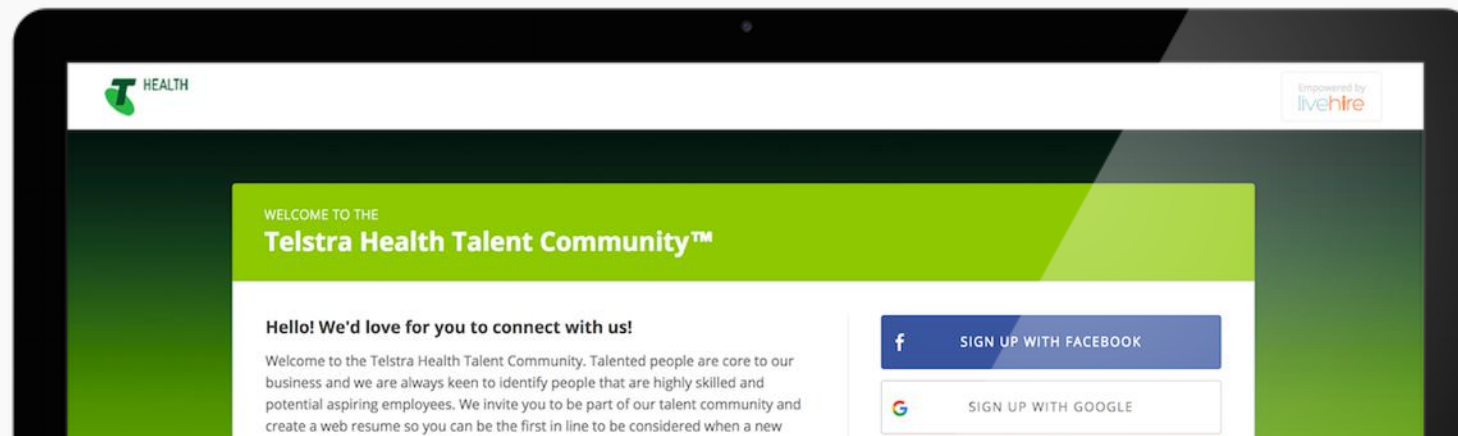 HEALTH
Empowered by
livehire
WELCOME TO THE
Telstra Health Talent Community™
Hello! We'd love for you to connect with us!
Welcome to the Telstra Health Talent Community. Talented people are core to our
business and we are always keen to identify people that are highly skilled and
potential aspiring employees. We invite you to be part of our talent community and
create a web resume so you can be the first in line to be considered when a new
f SIGN UP WITH FACEBOOK
G SIGN UP WITH GOOGLE